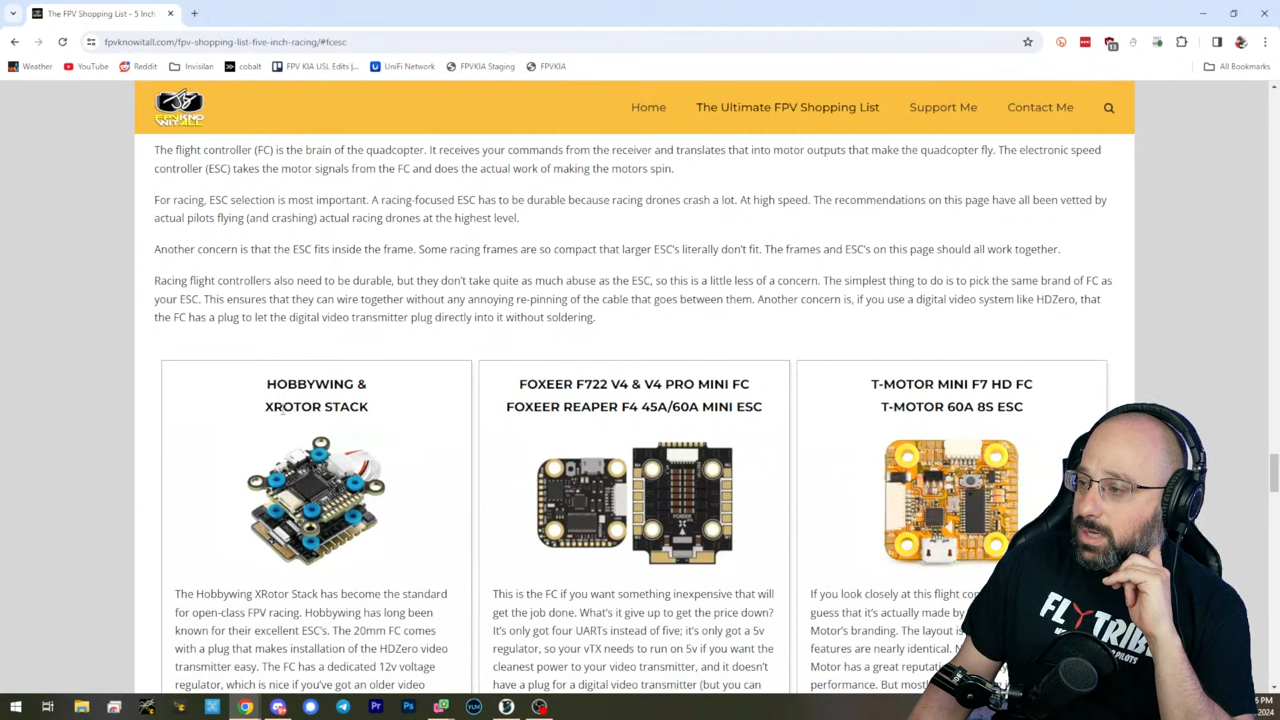 The FPV Shopping List - 5 Inch
fpvknowitall.com/fpv-shopping-list-five-inch-racing/#fcesc
Weather YouTube Reddit Invisilan cobalt FPV KIA USL Edits |... UniFi Network FPVKIA Staging FPVKIA All Bookmarks
FPVKNO
WITALL
Home The Ultimate FPV Shopping List Support Me Contact Me
The flight controller (FC) is the brain of the quadcopter. It receives your commands from the receiver and translates that into motor outputs that make the quadcopter fly. The electronic speed
controller (ESC) takes the motor signals from the FC and does the actual work of making the motors spin.
For racing, ESC selection is most important. A racing-focused ESC has to be durable because racing drones crash a lot. At high speed. The recommendations on this page have all been vetted by
actual pilots flying (and crashing) actual racing drones at the highest level.
Another concern is that the ESC fits inside the frame. Some racing frames are so compact that larger ESC's literally don't fit. The frames and ESC's on this page should all work together.
Racing flight controllers also need to be durable, but they don't take quite as much abuse as the ESC, so this is a little less of a concern. The simplest thing to do is to pick the same brand of FC as
your ESC. This ensures that they can wire together without any annoying re-pinning of the cable that goes between them. Another concern is, if you use a digital video system like HDZero, that
the FC has a plug to let the digital video transmitter plug directly into it without soldering.
HOBBYWING &
XROTOR STACK
The Hobbywing XRotor Stack has become the standard
for open-class FPV racing. Hobbywing has long been
known for their excellent ESC's. The 20mm FC comes
with a plug that makes installation of the HDZero video
transmitter easy. The FC has a dedicated 12v voltage
regulator, which is nice if you've got an older video
FOXEER F722 V4 & V4 PRO MINI FC
FOXEER REAPER F4 45A/60A MINI ESC
This is the FC if you want something inexpensive that will
get the job done. What's it give up to get the price down?
It's only got four UARTs instead of five; it's only got a 5v
regulator, so your vTX needs to run on 5v if you want the
cleanest power to your video transmitter, and it doesn't
have a plug for a digital video transmitter (but you can
T-MOTOR MINI F7 HD FC
T-MOTOR 60A 8S ESC
If you look closely at this flight co
guess that it's actually made by
Motor's branding. The layout is
features are nearly identical.
Motor has a great reputati
performance. But mostl
FLYTRIB
PILOTS